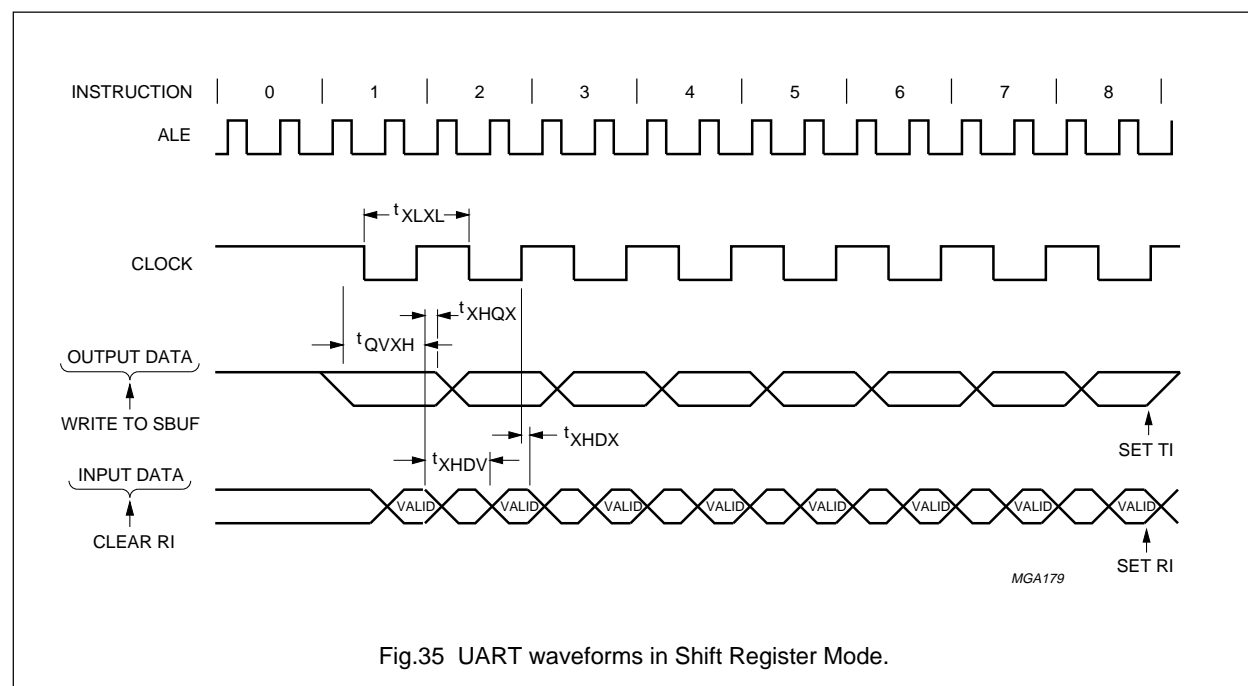 INSTRUCTION 0 1 2 3 4 5 6 7 8
ALE
tXLXL
CLOCK
tXHQX
tQVXH
OUTPUT DATA
WRITE TO SBUF
tXHDX
SET TI
tXHDV
INPUT DATA
VALID VALID VALID VALID VALID VALID VALID VALID
CLEAR RI
SET RI
MGA179
Fig.35 UART waveforms in Shift Register Mode.